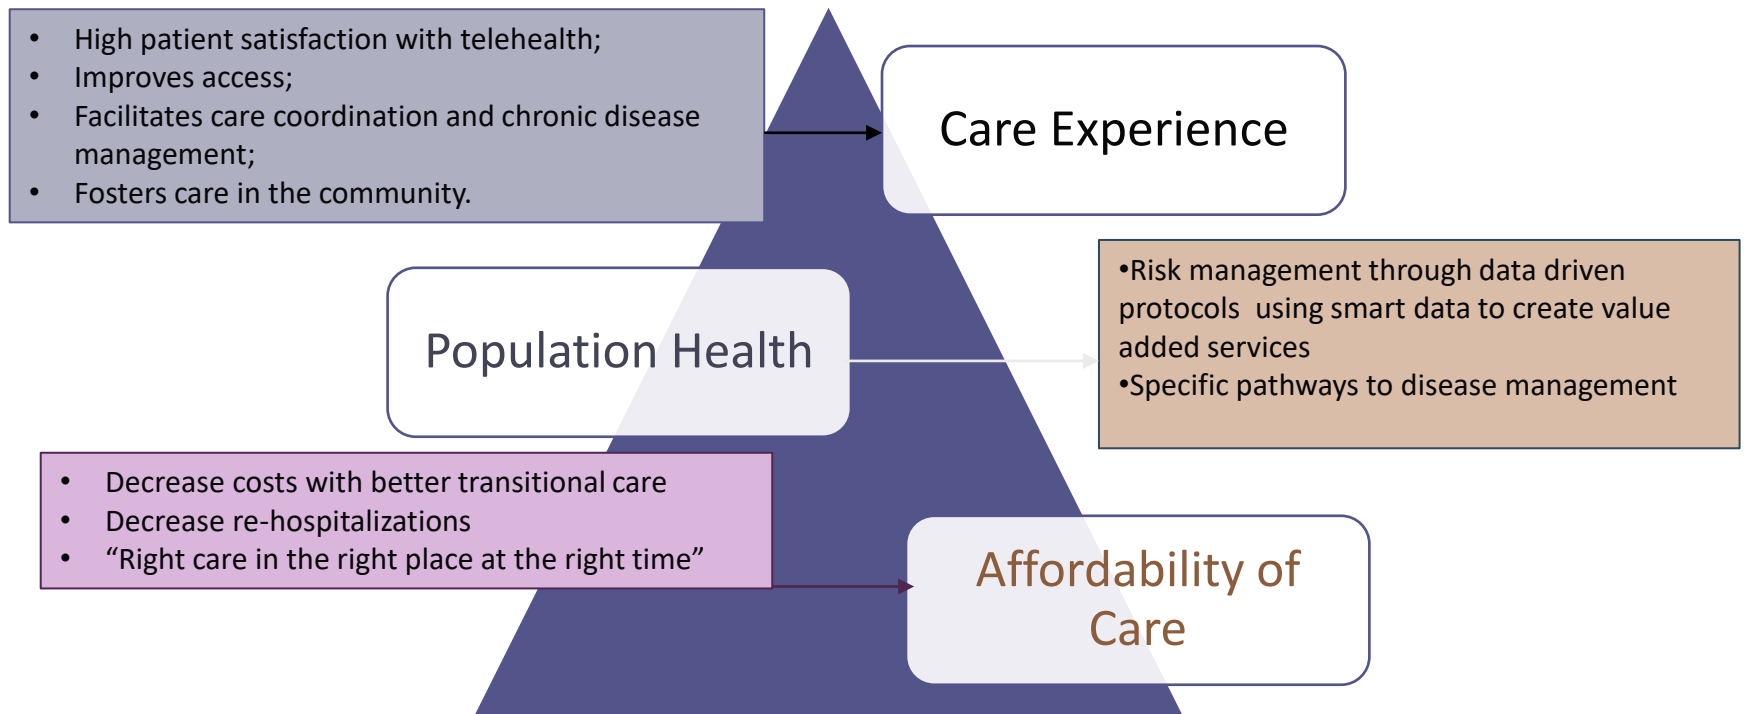 • High patient satisfaction with telehealth;
• Improves access;
• Facilitates care coordination and chronic disease
management;
• Fosters care in the community.
Care Experience
Population Health
•Risk management through data driven
protocols  using smart data to create value
added services
•Specific pathways to disease management
• Decrease costs with better transitional care
• Decrease re-hospitalizations
• “Right care in the right place at the right time”
Affordability of
Care